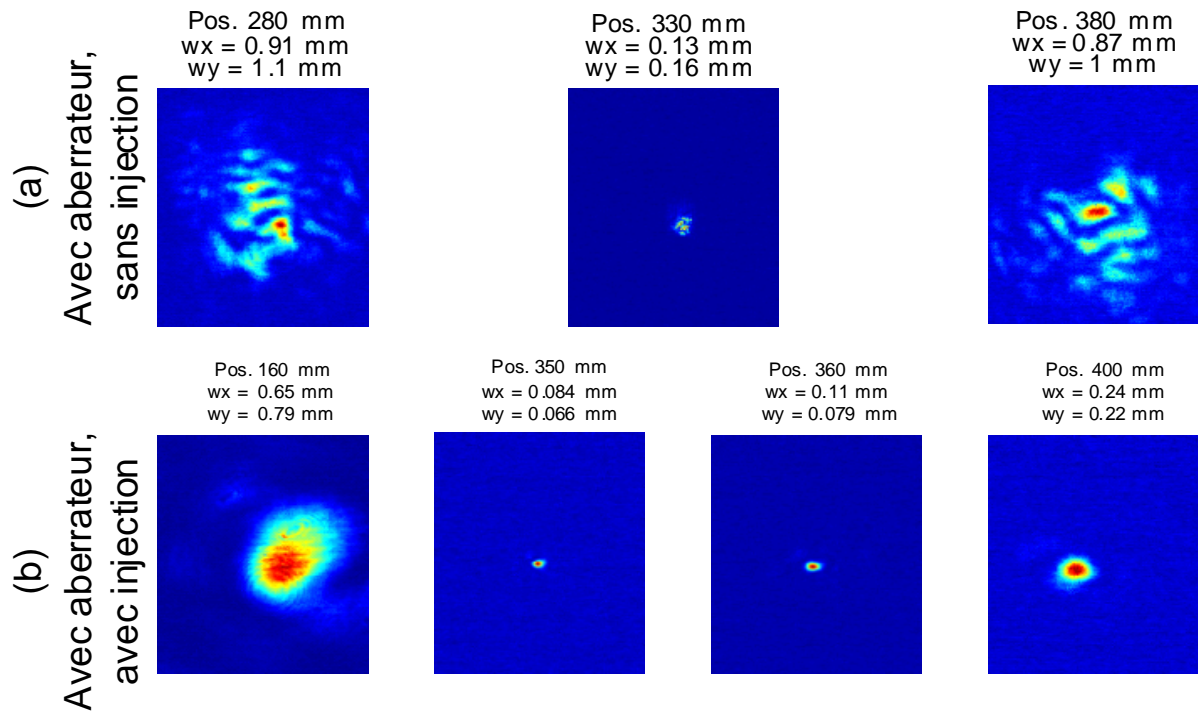 (a)
Avec aberrateur,
sans injection
Pos. 280 mm
wx = 0.91 mm
wy = 1.1 mm
Pos. 330 mm
wx = 0.13 mm
wy = 0.16 mm
Pos. 380 mm
wx = 0.87 mm
wy = 1 mm
(b)
Avec aberrateur,
avec injection
Pos. 160 mm
wx = 0.65 mm
wy = 0.79 mm
Pos. 350 mm
wx = 0.084 mm
wy = 0.066 mm
Pos. 360 mm
wx = 0.11 mm
wy = 0.079 mm
Pos. 400 mm
wx = 0.24 mm
wy = 0.22 mm